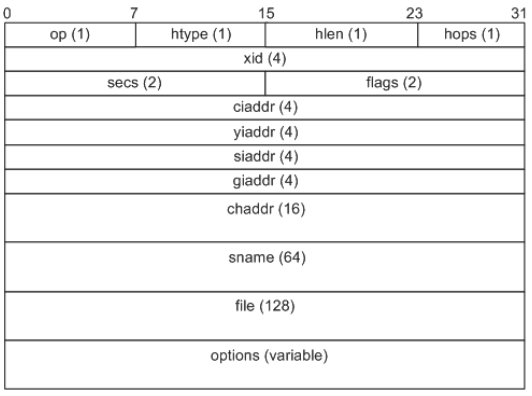 0 7 15 23 31
op (1) htype (1) hlen (1) hops (1)
xid (4)
secs (2) flags (2)
ciaddr (4)
yiaddr (4)
siaddr (4)
giaddr (4)
chaddr (16)
sname (64)
file (128)
options (variable)